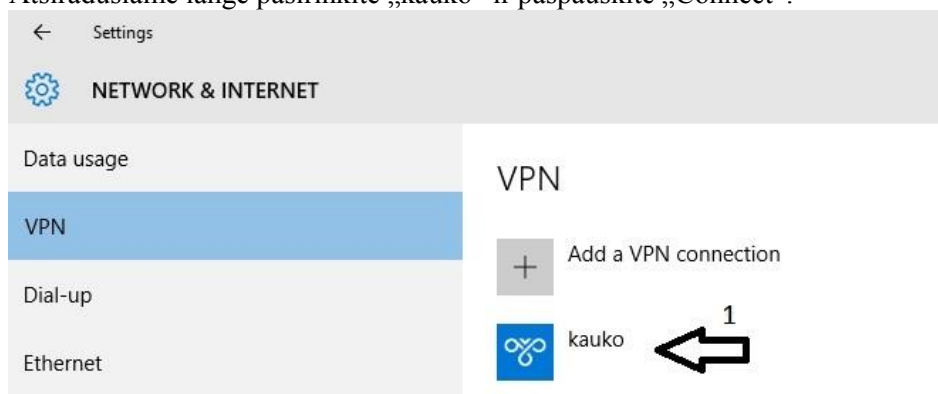 Atsiradusiame lange pasirinkite „kauko“ ir paspauskite „Connect“.
Settings
NETWORK & INTERNET
Data usage
VPN
Dial-up
Ethernet
VPN
Add a VPN connection
kauko
1